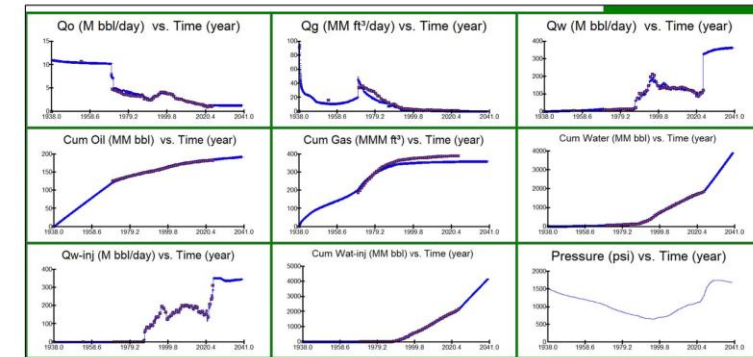 Qo (M bbl/day) vs. Time (year)
15
10
5
0
1938.0 1958.6 1979.2 1999.8 2020.4 2041.0
Qg (MM ft³/day) vs. Time (year)
100
80
60
40
20
0
1938.0 1958.6 1979.2 1999.8 2020.4 2041.0
Qw (M bbl/day) vs. Time (year)
400
300
200
100
0
1938.0 1958.6 1979.2 1999.8 2020.4 2041.0
Cum Oil (MM bbl) vs. Time (year)
200
150
100
50
0
1938.0 1958.6 1979.2 1999.8 2020.4 2041.0
Cum Gas (MMM ft³) vs. Time (year)
400
300
200
100
0
1938.0 1958.6 1979.2 1999.8 2020.4 2041.0
Cum Water (MM bbl) vs. Time (year)
4000
3000
2000
1000
0
1938.0 1958.6 1979.2 1999.8 2020.4 2041.0
Qw-inj (M bbl/day) vs. Time (year)
400
300
200
100
0
1938.0 1958.6 1979.2 1999.8 2020.4 2041.0
Cum Wat-inj (MM bbl) vs. Time (year)
5000
4000
3000
2000
1000
0
1938.0 1958.6 1979.2 1999.8 2020.4 2041.0
Pressure (psi) vs. Time (year)
2000
1500
1000
500
0
1938.0 1958.6 1979.2 1999.8 2020.4 2041.0